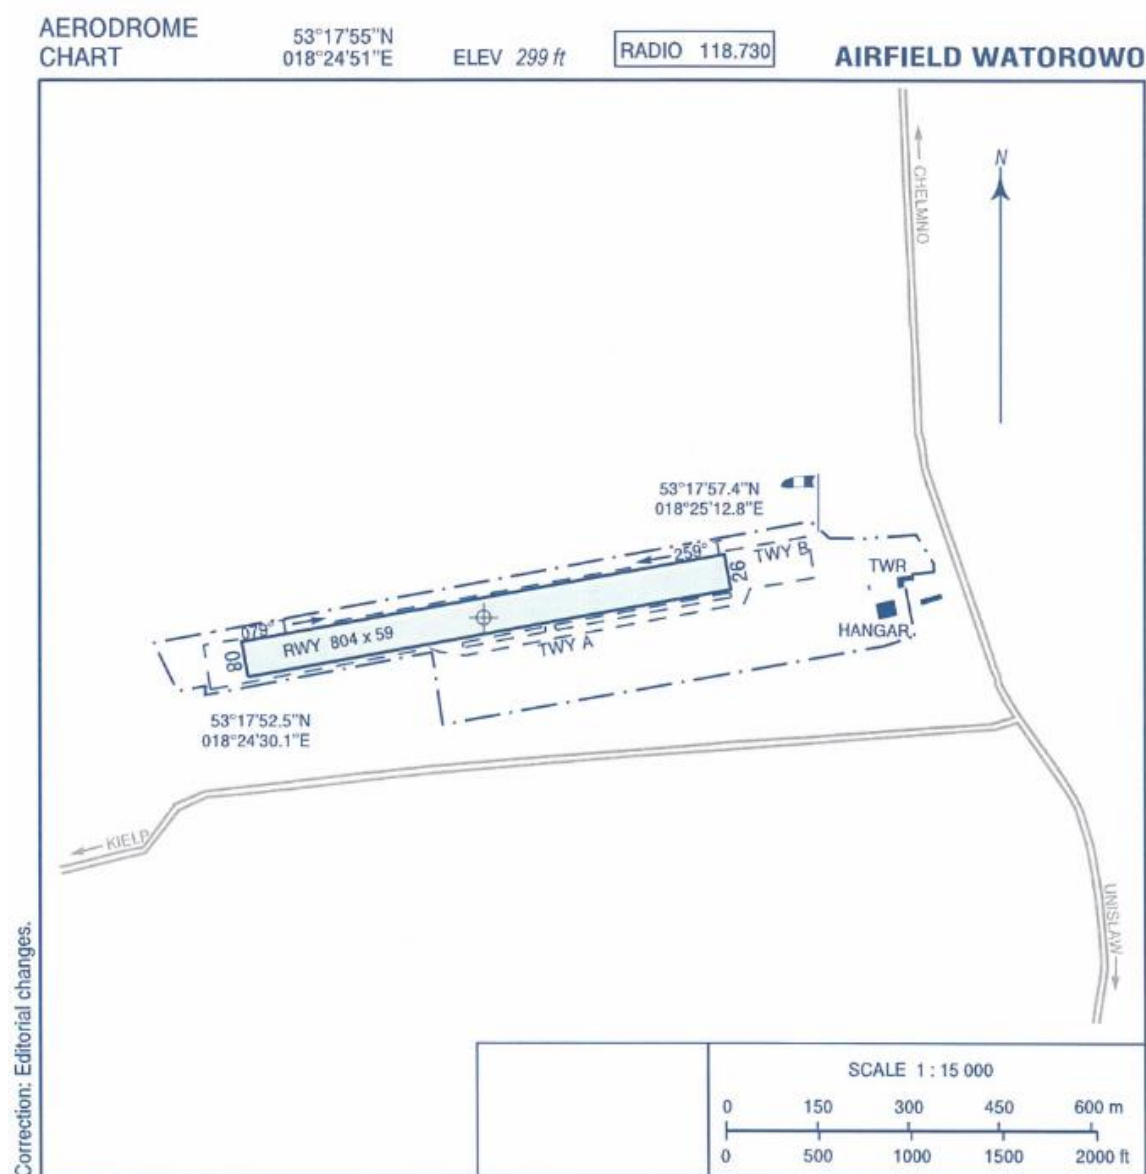 AERODROME
CHART
53°17'55"N
018°24'51"E
ELEV 299 ft
RADIO 118.730
AIRFIELD WATOROWO
N
CHELMNO
53°17'57.4"N
018°25'12.8"E
259°
TWY B
26
TWR
HANGAR
079°
RWY 804 x 59
08
TWY A
53°17'52.5"N
018°24'30.1"E
KIELP
UNISLAW
Correction: Editorial changes.
SCALE 1 : 15 000
0 150 300 450 600 m
0 500 1000 1500 2000 ft